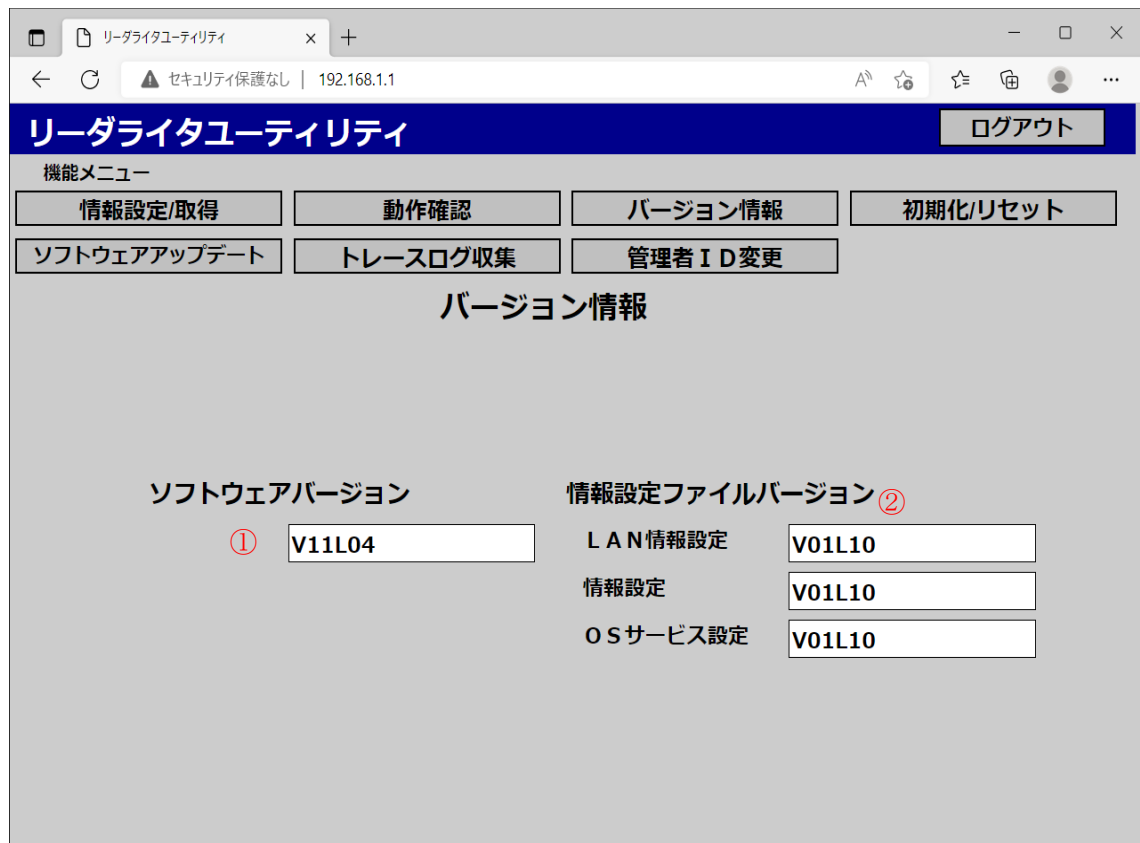 リーダライタユーティリティ
セキュリティ保護なし | 192.168.1.1
リーダライタユーティリティ ログアウト
機能メニュー
情報設定/取得 動作確認 バージョン情報 初期化/リセット
ソフトウェアアップデート トレースログ収集 管理者ＩＤ変更
バージョン情報
ソフトウェアバージョン 情報設定ファイルバージョン②
① V11L04 ＬＡＮ情報設定 V01L10
情報設定 V01L10
ＯＳサービス設定 V01L10